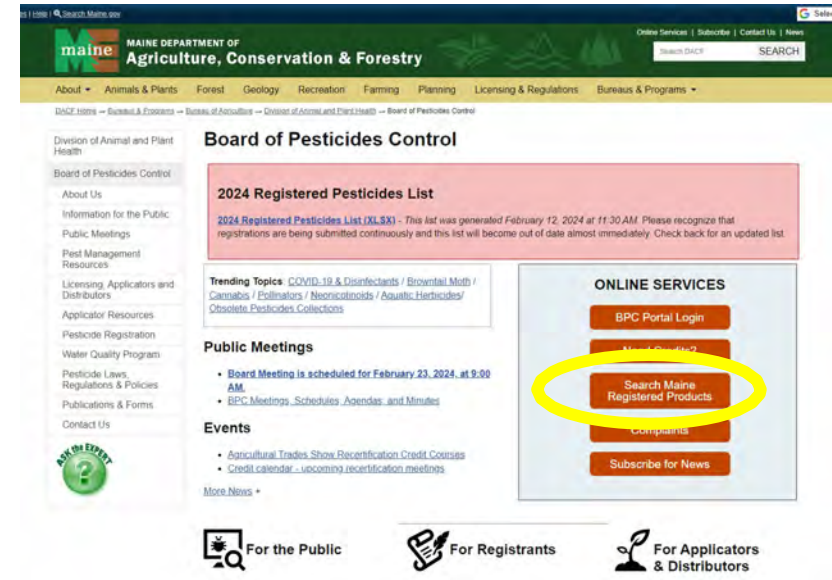 s | Help | Search Maine.gov
Sele
Online Services | Subscribe | Contact Us | News
maine
MAINE DEPARTMENT OF
Agriculture, Conservation & Forestry
Search DACF
SEARCH
About
Animals & Plants
Forest
Geology
Recreation
Farming
Planning
Licensing & Regulations
Bureaus & Programs
DACF Home → Bureaus & Programs → Bureau of Agriculture → Division of Animal and Plant Health → Board of Pesticides Control
Division of Animal and Plant
Health
Board of Pesticides Control
About Us
Information for the Public
Public Meetings
Pest Management
Resources
Licensing, Applicators and
Distributors
Applicator Resources
Pesticide Registration
Water Quality Program
Pesticide Laws,
Regulations & Policies
Publications & Forms
Contact Us
ASK THE EXPERT
?
Board of Pesticides Control
2024 Registered Pesticides List
2024 Registered Pesticides List (XLSX) - This list was generated February 12, 2024 at 11:30 AM. Please recognize that
registrations are being submitted continuously and this list will become out of date almost immediately. Check back for an updated list.
Trending Topics: COVID-19 & Disinfectants / Browntail Moth /
Cannabis / Pollinators / Neonicotinoids / Aquatic Herbicides/
Obsolete Pesticides Collections
Public Meetings
• Board Meeting is scheduled for February 23, 2024, at 9:00
AM.
• BPC Meetings, Schedules, Agendas, and Minutes
Events
• Agricultural Trades Show Recertification Credit Courses
• Credit calendar - upcoming recertification meetings
More News +
ONLINE SERVICES
BPC Portal Login
Need Credits?
Search Maine
Registered Products
Complaints
Subscribe for News
For the Public
For Registrants
For Applicators
& Distributors